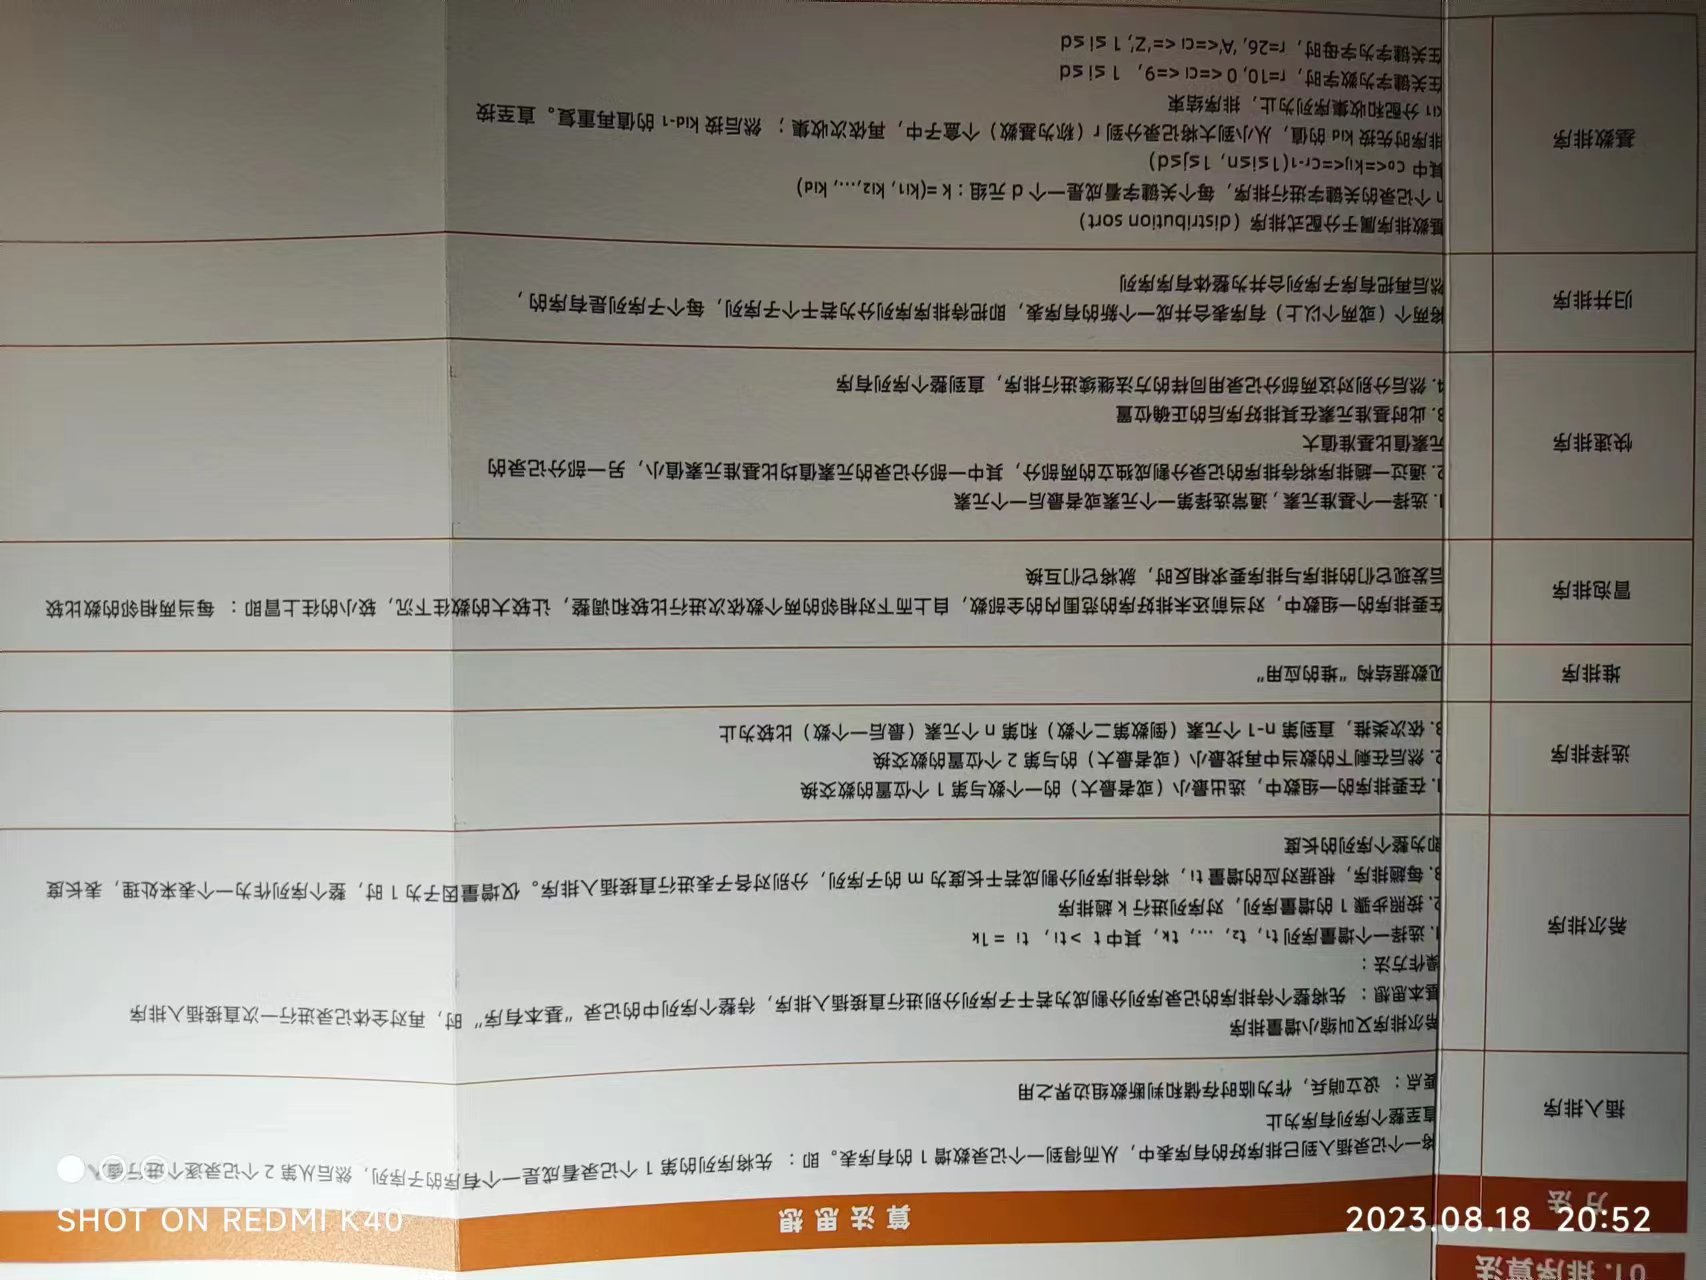 01. 排序算法
方 法
算 法 思 想
插入排序
将一个记录插入到已排序好的有序表中，从而得到一个记录数增 1 的有序表。即：先将序列的第 1 个记录看成是一个有序的子序列，然后从第 2 个记录逐个进行插入
直至整个序列有序为止
要点：设立哨兵，作为临时存储和判断数组边界之用
希尔排序
希尔排序又叫缩小增量排序
基本思想：先将整个待排序的记录序列分割成为若干子序列分别进行直接插入排序，待整个序列中的记录“基本有序”时，再对全体记录进行一次直接插入排序
操作方法：
1. 选择一个增量序列 t1，t2，…，tk，其中 t >ti，ti =1k
2. 按照步骤 1 的增量序列，对序列进行 k 趟排序
3. 每趟排序，根据对应的增量 ti，将待排序列分割成若干长度为 m 的子序列，分别对各子表进行直接插入排序。仅增量因子为 1 时，整个序列作为一个表来处理，表长度
即为整个序列的长度
选择排序
1. 在要排序的一组数中，选出最小（或者最大）的一个数与第 1 个位置的数交换
2. 然后在剩下的数当中再找最小（或者最大）的与第 2 个位置的数交换
3. 依次类推，直到第 n-1 个元素（倒数第二个数）和第 n 个元素（最后一个数）比较为止
堆排序
见数据结构“堆的应用”
冒泡排序
在要排序的一组数中，对当前还未排好序的范围内的全部数，自上而下对相邻的两个数依次进行比较和调整，让较大的数往下沉，较小的往上冒即：每当两相邻的数比较
后发现它们的排序与排序要求相反时，就将它们互换
快速排序
1. 选择一个基准元素，通常选择第一个元素或者最后一个元素
2. 通过一趟排序将待排序的记录分割成独立的两部分，其中一部分记录的元素值均比基准元素值小，另一部分记录的
元素值比基准值大
3. 此时基准元素在其排好序后的正确位置
4. 然后分别对这两部分记录用同样的方法继续进行排序，直到整个序列有序
归并排序
将两个（或两个以上）有序表合并成一个新的有序表，即把待排序序列分为若干个子序列，每个子序列是有序的，
然后再把有序子序列合并为整体有序序列
基数排序
基数排序属于分配式排序（distribution sort）
n 个记录的关键字进行排序，每个关键字看成是一个 d 元组：k =(ki1, ki2,..., kid)
其中 c0<=kij<=cr-1(1≤i≤n, 1≤j≤d)
排序时先按 kid 的值，从小到大将记录分到 r（称为基数）个盒子中，再依次收集；然后按 kid-1 的值再重复。直至按
ki1 分配和收集序列为止，排序结束
在关键字为数字时，r=10, 0 <=ci <=9，1 ≤i ≤d
在关键字为字母时，r=26, 'A'<=ci <='Z', 1 ≤i ≤d
SHOT ON REDMI K40
2023.08.18 20:52